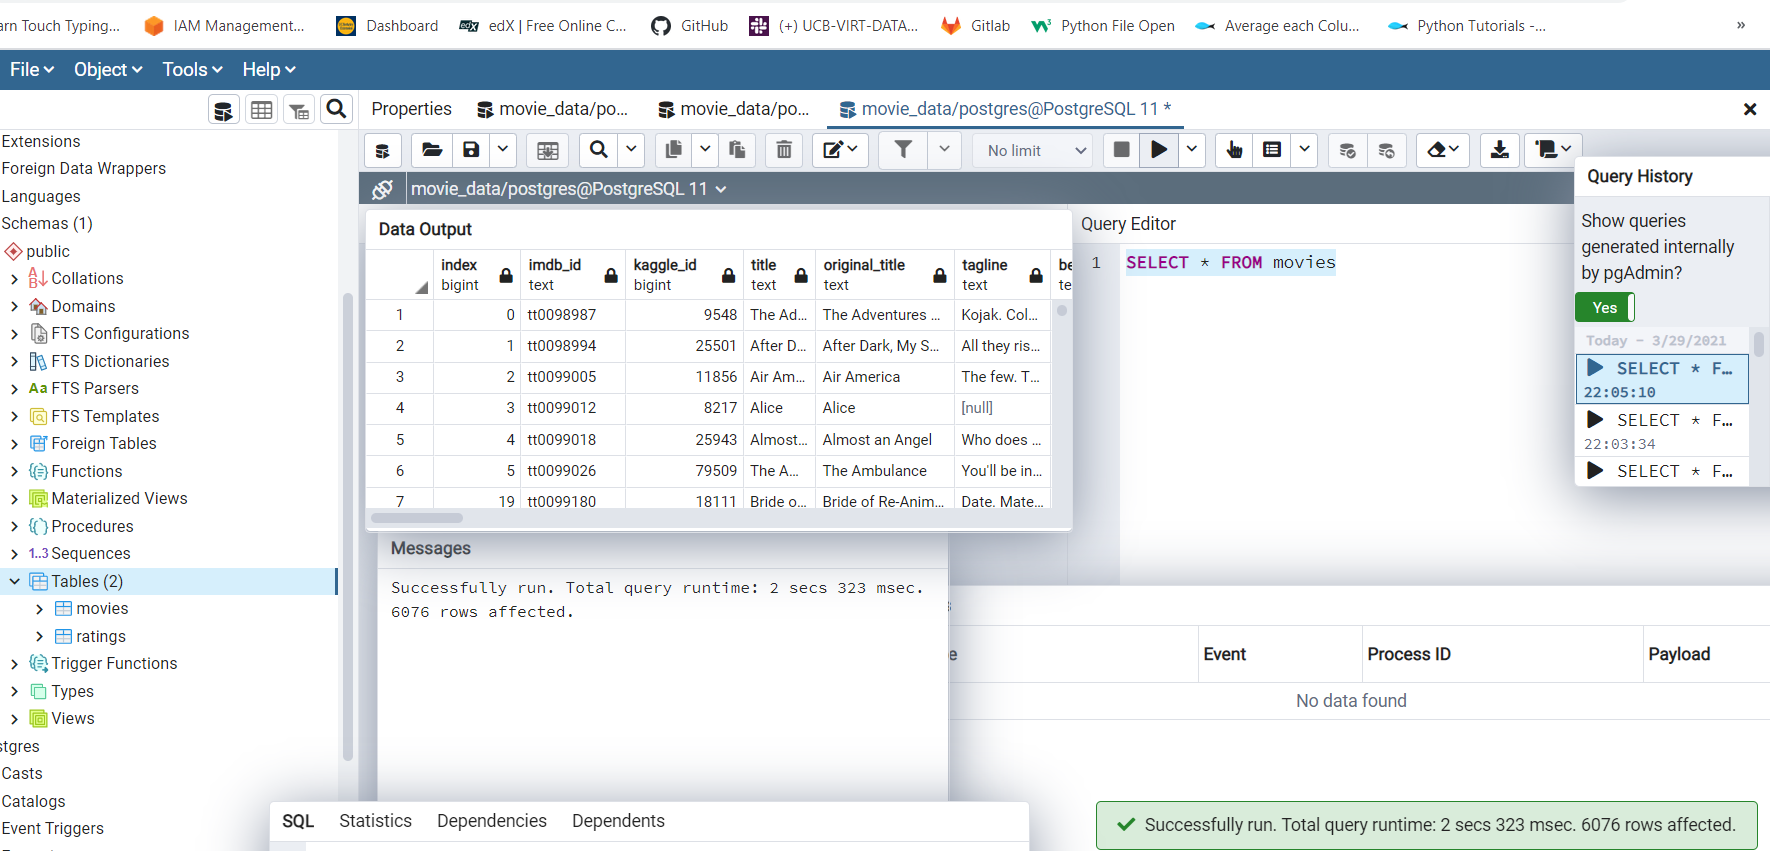 arn Touch Typing... IAM Management... Dashboard edX | Free Online C... GitHub (+) UCB-VIRT-DATA... Gitlab Python File Open Average each Colu... Python Tutorials -... »
File Object Tools Help
Properties movie_data/po... movie_data/po... movie_data/postgres@PostgreSQL 11 *
No limit
movie_data/postgres@PostgreSQL 11
Extensions
Foreign Data Wrappers
Languages
Schemas (1)
public
Collations
Domains
FTS Configurations
FTS Dictionaries
Aa FTS Parsers
FTS Templates
Foreign Tables
Functions
Materialized Views
Procedures
1..3 Sequences
Tables (2)
movies
ratings
Trigger Functions
Types
Views
stgres
Casts
Catalogs
Event Triggers
Data Output
index imdb_id kaggle_id title original_title tagline be
bigint text bigint text text text te
1 0 tt0098987 9548 The Ad... The Adventures ... Kojak. Col...
2 1 tt0098994 25501 After D... After Dark, My S... All they ris...
3 2 tt0099005 11856 Air Am... Air America The few. T...
4 3 tt0099012 8217 Alice Alice [null]
5 4 tt0099018 25943 Almost... Almost an Angel Who does ...
6 5 tt0099026 79509 The A... The Ambulance You'll be in...
7 19 tt0099180 18111 Bride o... Bride of Re-Anim... Date. Mate...
Query Editor
1 SELECT * FROM movies
Query History
Show queries
generated internally
by pgAdmin?
Yes
Today - 3/29/2021
SELECT * F...
22:05:10
SELECT * F...
22:03:34
SELECT * F...
Messages
Successfully run. Total query runtime: 2 secs 323 msec.
6076 rows affected.
s
e Event Process ID Payload
No data found
SQL Statistics Dependencies Dependents
Successfully run. Total query runtime: 2 secs 323 msec. 6076 rows affected.